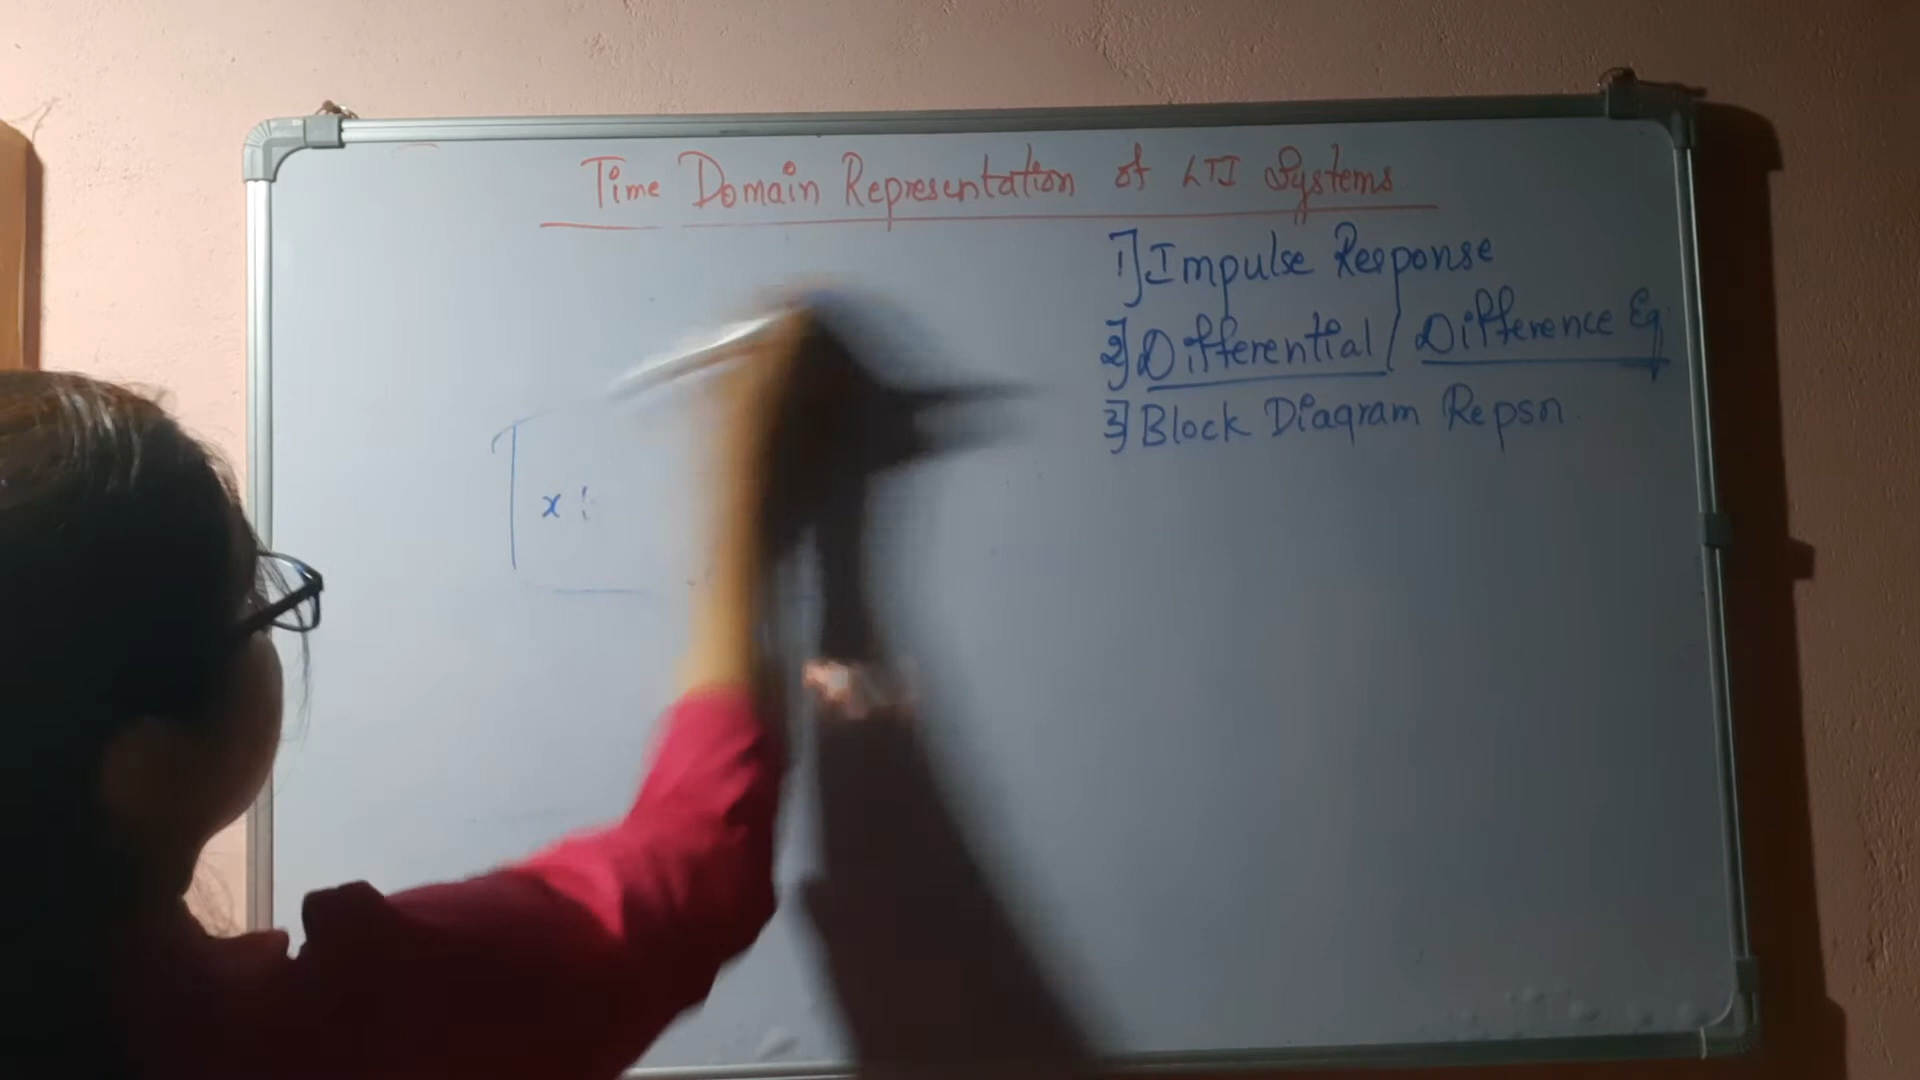 Time Domain Representation of LTI Systems
1] Impulse Response
2] Differential / Difference Eq
3] Block Diagram Repsn
x